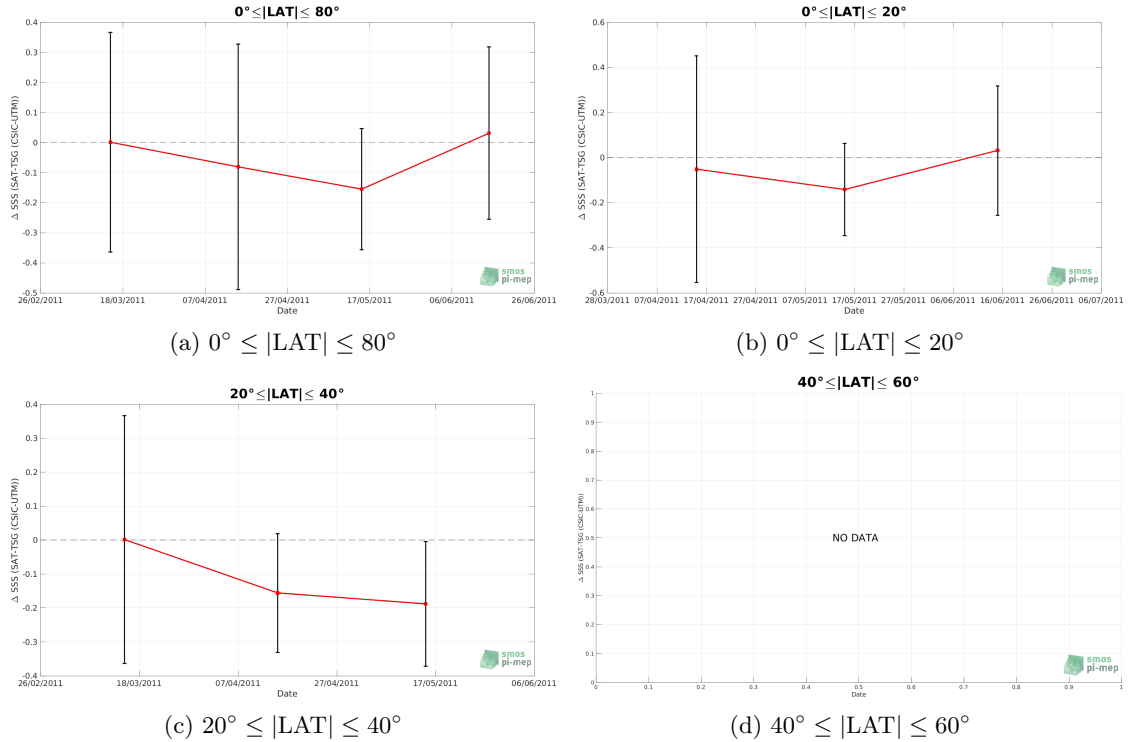 0°≤|LAT|≤ 80°
0.4
0.3
0.2
0.1
0
-0.1
-0.2
-0.3
-0.4
-0.5
Δ SSS (SAT-TSG (CSIC-UTM))
26/02/2011 18/03/2011 07/04/2011 27/04/2011 17/05/2011 06/06/2011 26/06/2011
Date
smos
pi-mep
(a) 0° ≤ |LAT| ≤ 80°
0°≤|LAT|≤ 20°
0.6
0.4
0.2
0
-0.2
-0.4
-0.6
Δ SSS (SAT-TSG (CSIC-UTM))
28/03/2011 07/04/2011 17/04/2011 27/04/2011 07/05/2011 17/05/2011 27/05/2011 06/06/2011 16/06/2011 26/06/2011 06/07/2011
Date
smos
pi-mep
(b) 0° ≤ |LAT| ≤ 20°
20°≤|LAT|≤ 40°
0.4
0.3
0.2
0.1
0
-0.1
-0.2
-0.3
-0.4
Δ SSS (SAT-TSG (CSIC-UTM))
26/02/2011 18/03/2011 07/04/2011 27/04/2011 17/05/2011 06/06/2011
Date
smos
pi-mep
(c) 20° ≤ |LAT| ≤ 40°
40°≤|LAT|≤ 60°
1
0.9
0.8
0.7
0.6
0.5
0.4
0.3
0.2
0.1
0
Δ SSS (SAT-TSG (CSIC-UTM))
NO DATA
0 0.1 0.2 0.3 0.4 0.5 0.6 0.7 0.8 0.9 1
Date
smos
pi-mep
(d) 40° ≤ |LAT| ≤ 60°